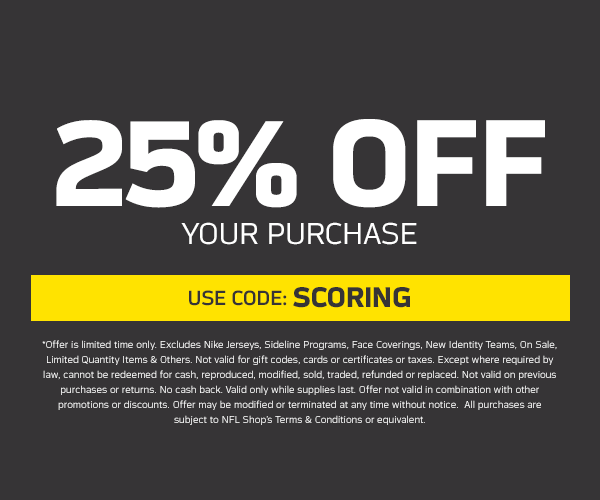 25% OFF
YOUR PURCHASE
USE CODE: SCORING
*Offer is limited time only. Excludes Nike Jerseys, Sideline Programs, Face Coverings, New Identity Teams, On Sale,
Limited Quantity Items & Others. Not valid for gift codes, cards or certificates or taxes. Except where required by
law, cannot be redeemed for cash, reproduced, modified, sold, traded, refunded or replaced. Not valid on previous
purchases or returns. No cash back. Valid only while supplies last. Offer not valid in combination with other
promotions or discounts. Offer may be modified or terminated at any time without notice. All purchases are
subject to NFL Shop's Terms & Conditions or equivalent.